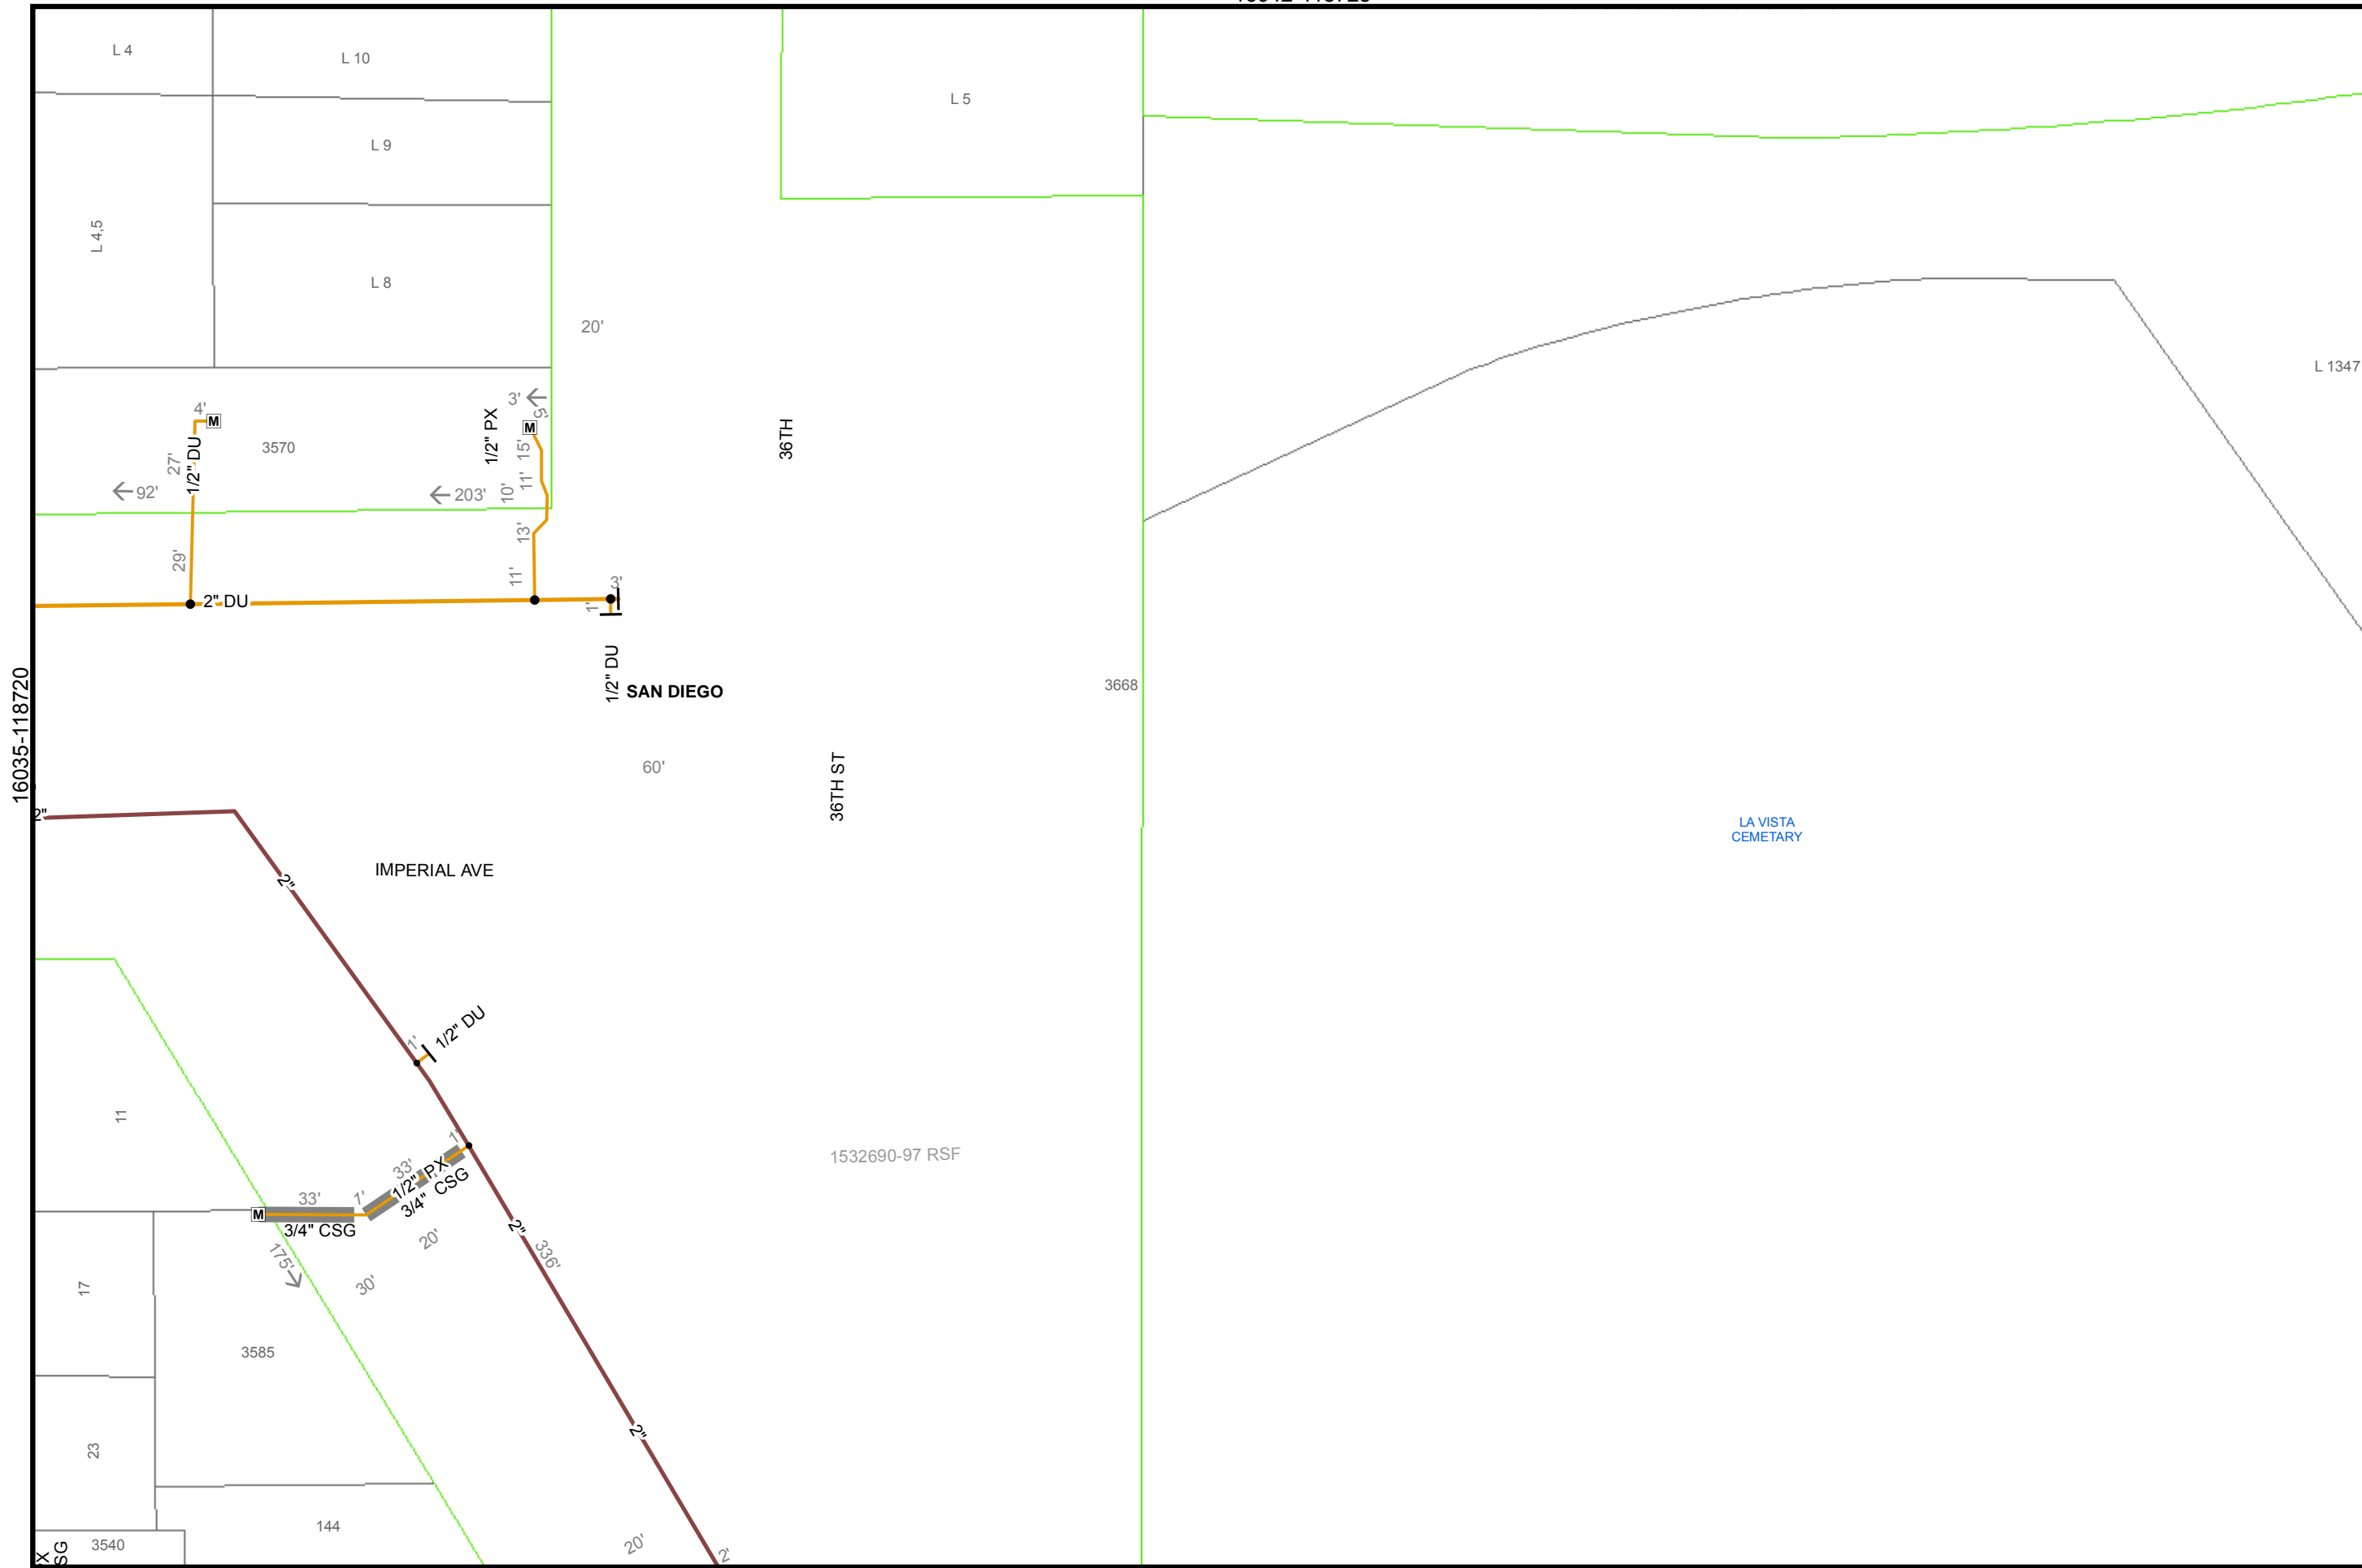 L 4
L 10
L 5
L 9
L 4,5
L 8
20'
L 1347
4'
M
3'
5'
M
1/2" PX
36TH
3570
15'
27'
1/2" DU
11'
10'
92'
203'
13'
29'
11'
3'
2" DU
1'
1/2" DU
SAN DIEGO
3668
16035-118720
60'
36TH ST
2"
LA VISTA
CEMETARY
IMPERIAL AVE
2"
1'
1/2" DU
11
1'
33'
1/2" PX
3/4" CSG
1532690-97 RSF
33'
1'
M
3/4" CSG
20'
2"
336'
175'
30'
17
3585
2"
23
144
3540
20'
2'